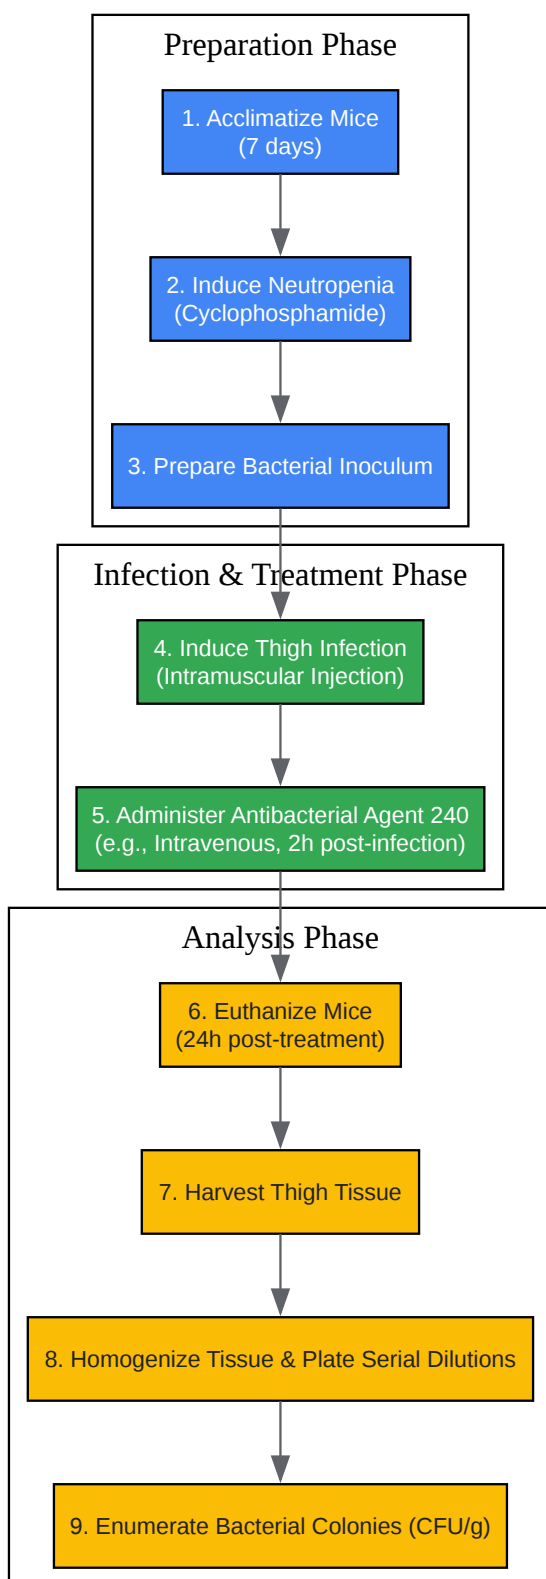 Preparation Phase
1. Acclimatize Mice
(7 days)
2. Induce Neutropenia
(Cyclophosphamide)
3. Prepare Bacterial Inoculum
Infection & Treatment Phase
4. Induce Thigh Infection
(Intramuscular Injection)
5. Administer Antibacterial Agent 240
(e.g., Intravenous, 2h post-infection)
Analysis Phase
6. Euthanize Mice
(24h post-treatment)
7. Harvest Thigh Tissue
8. Homogenize Tissue & Plate Serial Dilutions
9. Enumerate Bacterial Colonies (CFU/g)